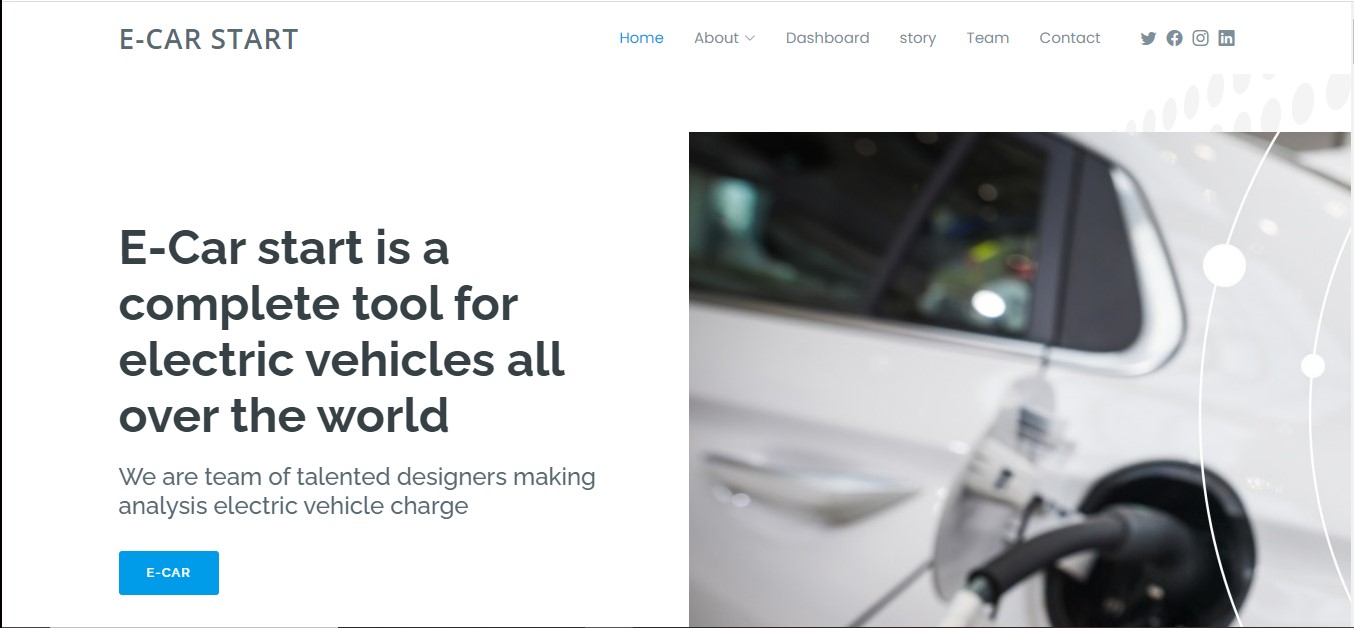 E-CAR START
Home About Dashboard story Team Contact
E-Car start is a
complete tool for
electric vehicles all
over the world
We are team of talented designers making
analysis electric vehicle charge
E-CAR